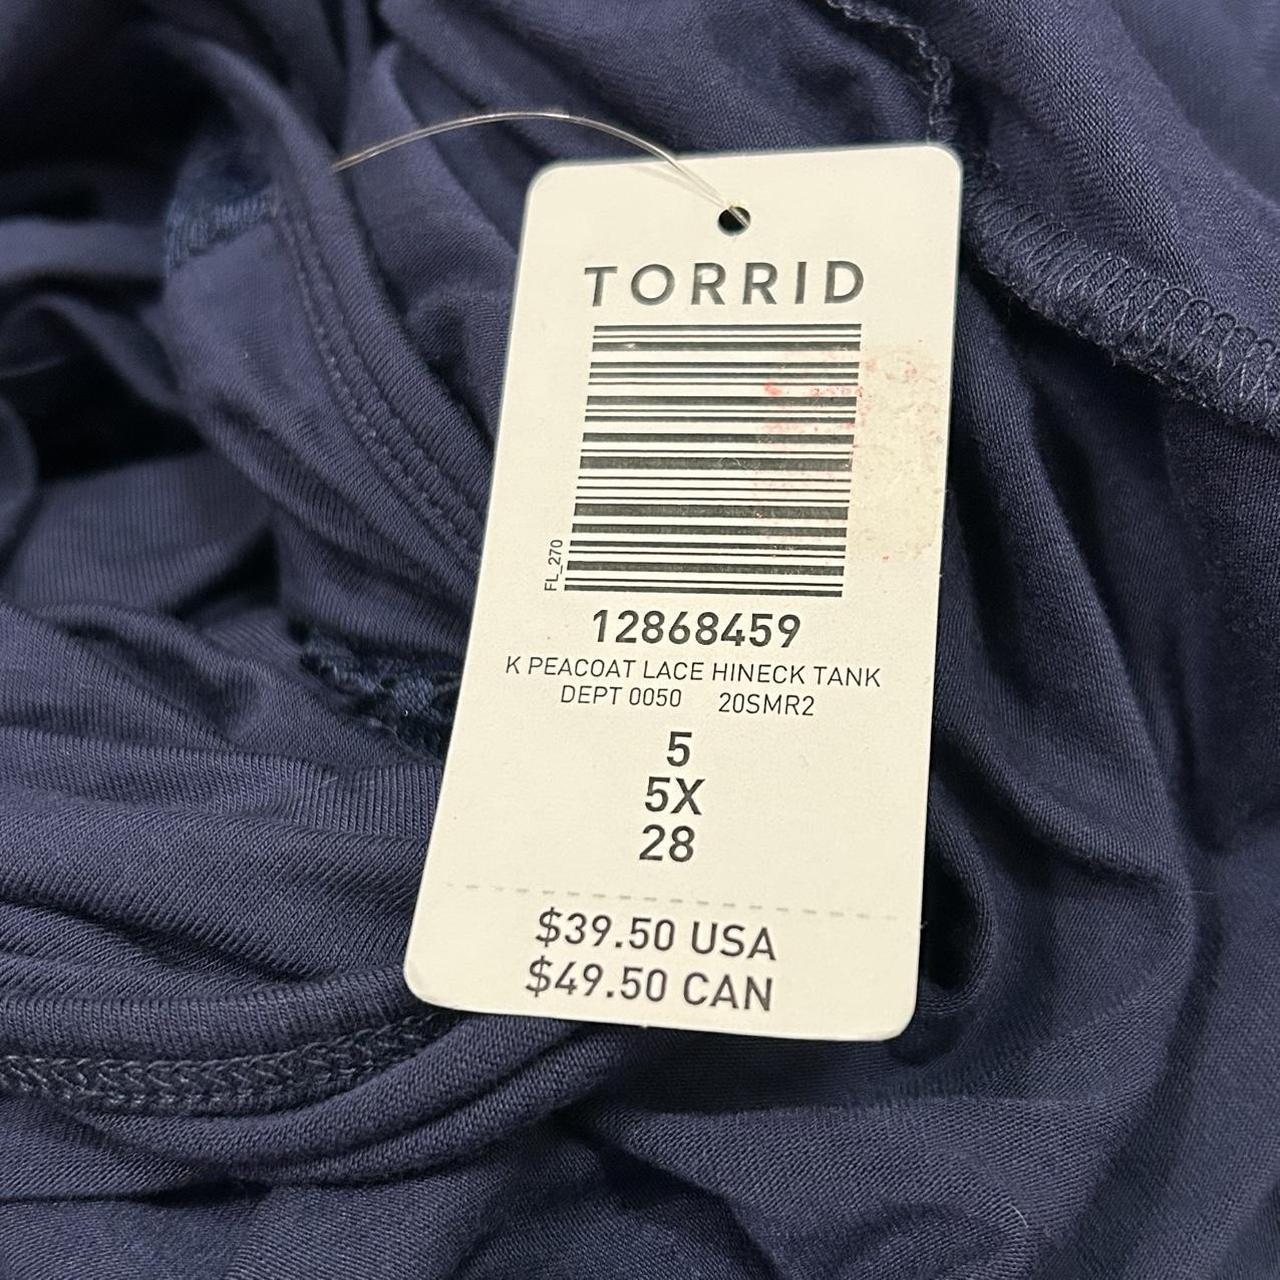 TORRID
FL_270
12868459
K PEACOAT LACE HINECK TANK
DEPT 0050 20SMR2
5
5X
28
$39.50 USA
$49.50 CAN